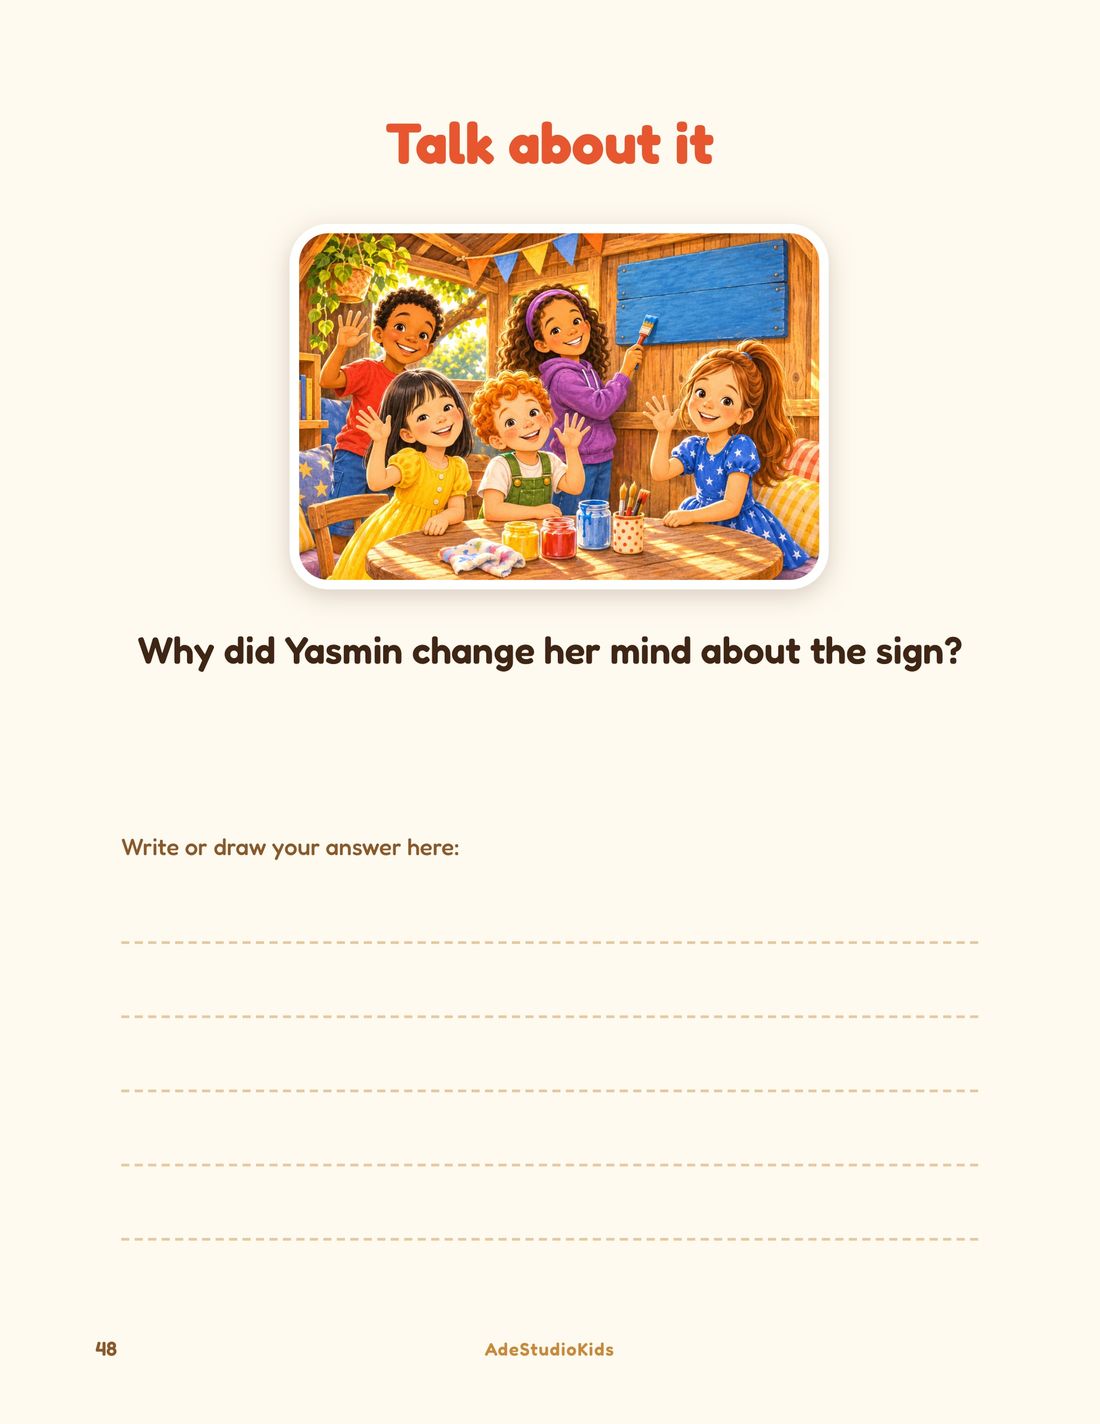 Talk about it
Why did Yasmin change her mind about the sign?
Write or draw your answer here:
48
AdeStudioKids